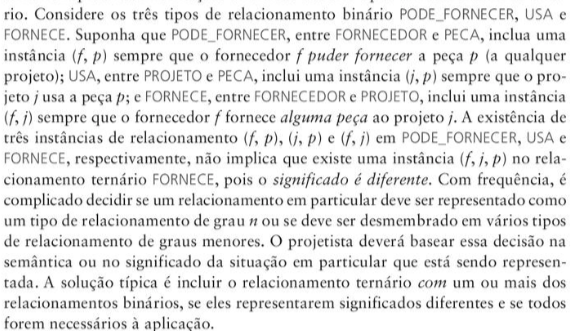 rio. Considere os três tipos de relacionamento binário PODE_FORNECER, USA e
FORNECE. Suponha que PODE_FORNECER, entre FORNECEDOR e PECA, inclua uma
instância (f, p) sempre que o fornecedor f puder fornecer a peça p (a qualquer
projeto); USA, entre PROJETO e PECA, inclui uma instância (j, p) sempre que o pro-
jeto j usa a peça p; e FORNECE, entre FORNECEDOR e PROJETO, inclui uma instância
(f, j) sempre que o fornecedor f fornece alguma peça ao projeto j. A existência de
três instâncias de relacionamento (f, p), (j, p) e (f, j) em PODE_FORNECER, USA e
FORNECE, respectivamente, não implica que existe uma instância (f, j, p) no rela-
cionamento ternário FORNECE, pois o significado é diferente. Com frequência, é
complicado decidir se um relacionamento em particular deve ser representado como
um tipo de relacionamento de grau n ou se deve ser desmembrado em vários tipos
de relacionamento de graus menores. O projetista deverá basear essa decisão na
semântica ou no significado da situação em particular que está sendo represen-
tada. A solução típica é incluir o relacionamento ternário com um ou mais dos
relacionamentos binários, se eles representarem significados diferentes e se todos
forem necessários à aplicação.